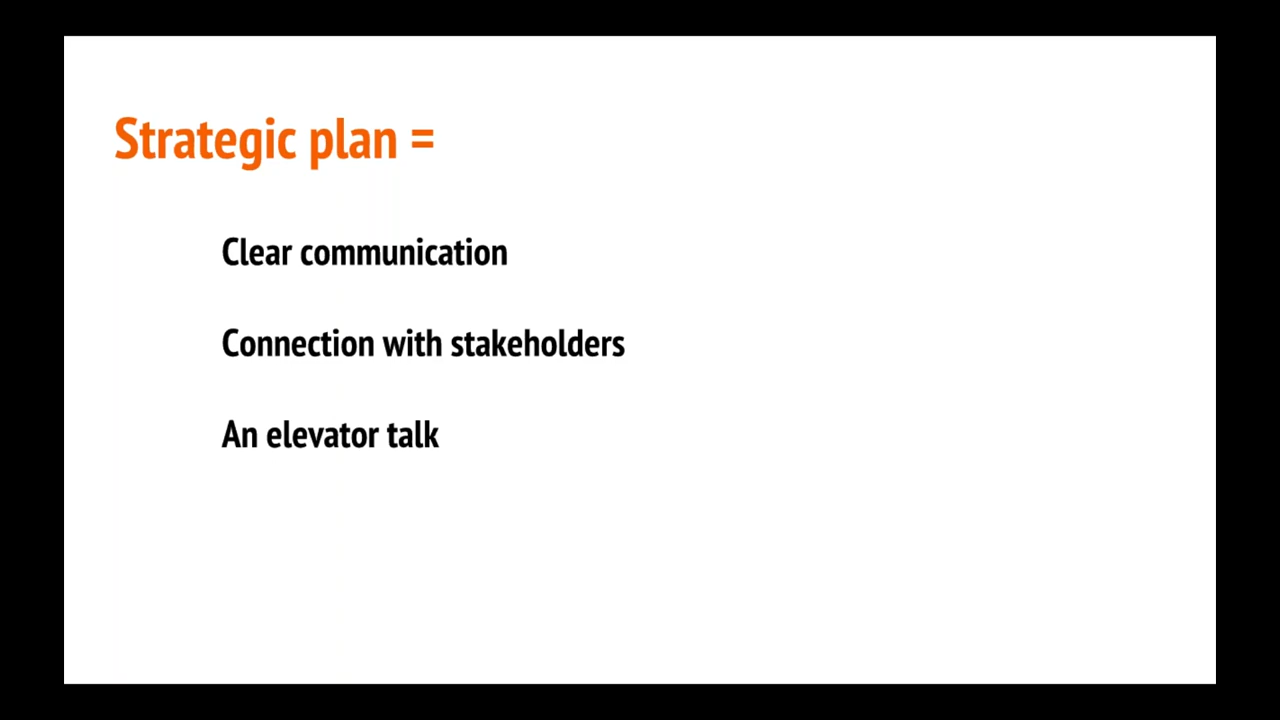 Strategic plan =
Clear communication
Connection with stakeholders
An elevator talk